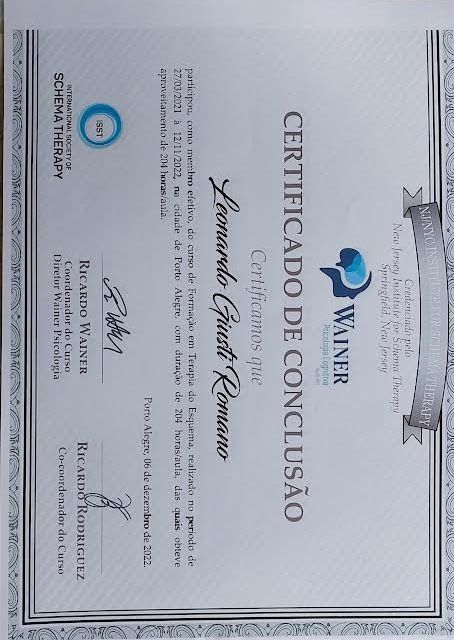 NJ/NYC INSTITUTE FOR SCHEMA THERAPY
Credenciado pelo
New Jersey Institute for Schema Therapy
Springfield, New Jersey
WAINER
Psicologia Cognitiva
CERTIFICADO DE CONCLUSÃO
Certificamos que
Leonardo Giusti Romano
participou, como membro efetivo, do curso de Formação em Terapia do Esquema, realizado no período de
27/03/2021 à 12/11/2022, na cidade de Porto Alegre com duração de 204 horas/aula, das quais obteve
aproveitamento de 204 horas/aula.
Porto Alegre, 06 de dezembro de 2022.
ISST
INTERNATIONAL SOCIETY OF
SCHEMA THERAPY
RICARDO WAINER
Coordenador do Curso
Diretor Wainer Psicologia
RICARDO RODRIGUEZ
Co-coordenador do Curso